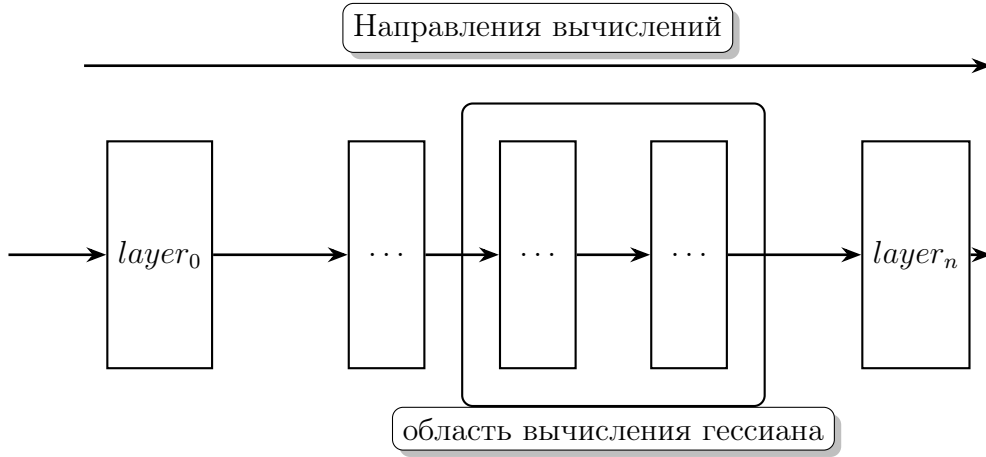 Направления вычислений
layer₀
...
...
...
layerₙ
область вычисления гессиана